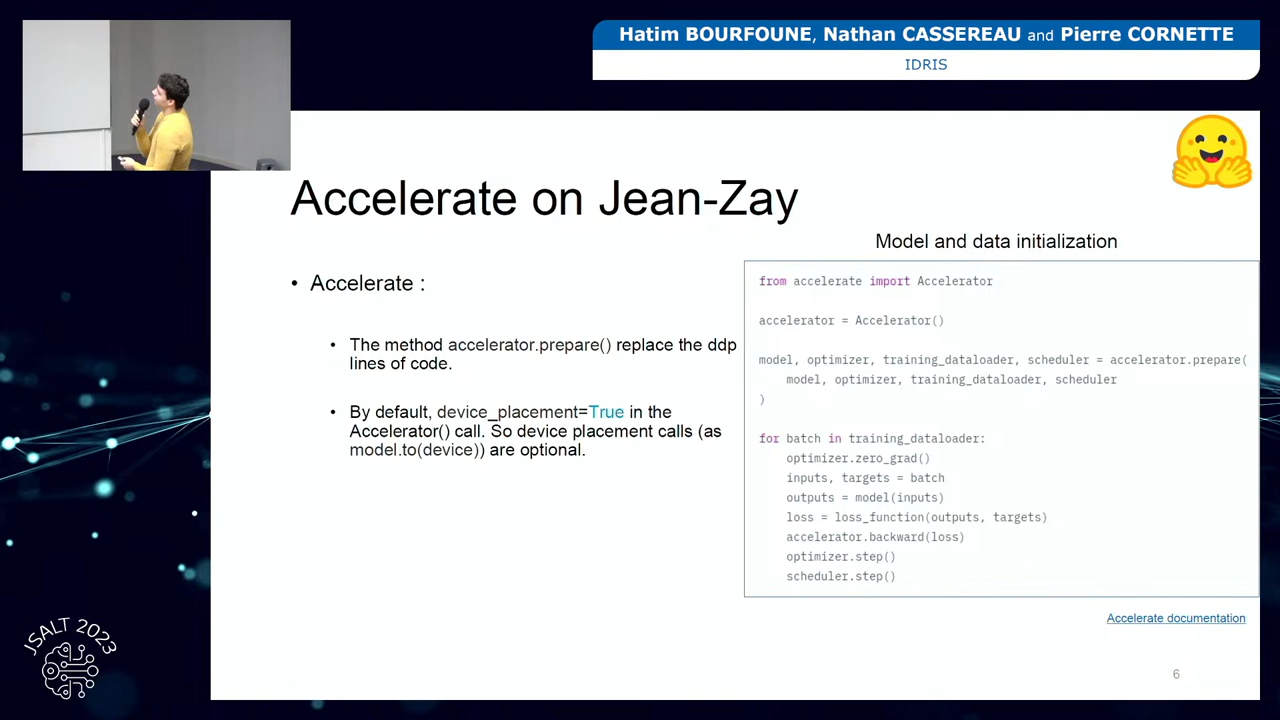 Hatim BOURFOUNE, Nathan CASSEREAU and Pierre CORNETTE
IDRIS
Accelerate on Jean-Zay
Model and data initialization
• Accelerate :
• The method accelerator.prepare() replace the ddp
lines of code.
• By default, device_placement=True in the
Accelerator() call. So device placement calls (as
model.to(device)) are optional.
from accelerate import Accelerator
accelerator = Accelerator()
model, optimizer, training_dataloader, scheduler = accelerator.prepare(
    model, optimizer, training_dataloader, scheduler
)
for batch in training_dataloader:
    optimizer.zero_grad()
    inputs, targets = batch
    outputs = model(inputs)
    loss = loss_function(outputs, targets)
    accelerator.backward(loss)
    optimizer.step()
    scheduler.step()
Accelerate documentation
JSALT 2023
6